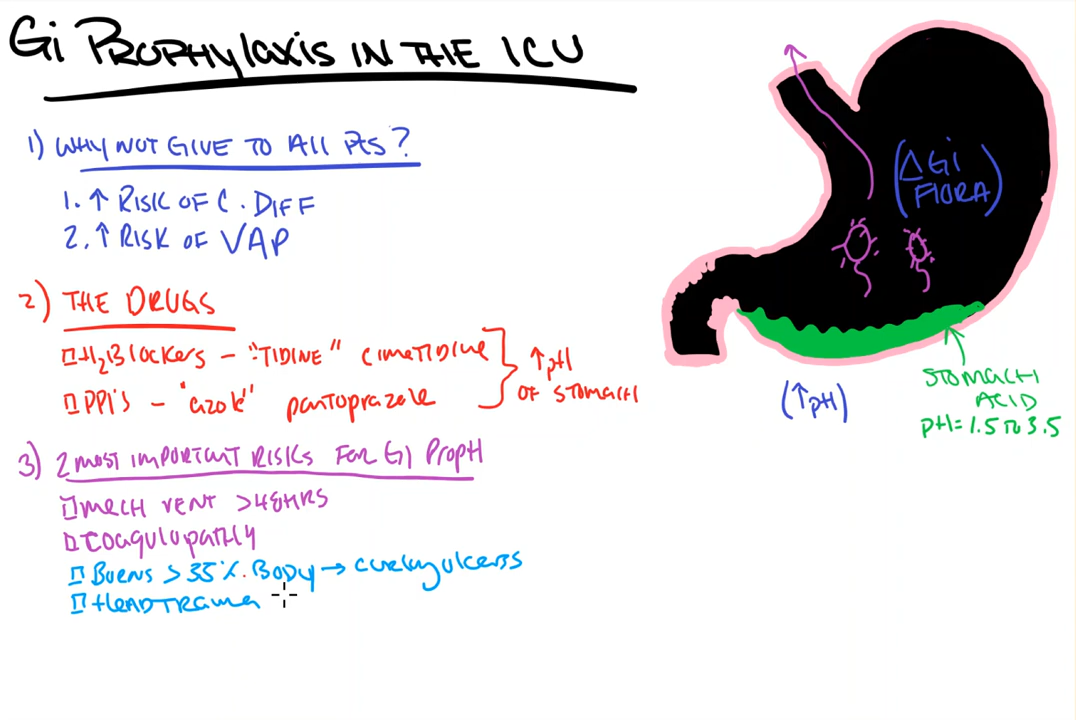 Gi PROPHYLAXIS IN THE ICU
1) WHY NOT GIVE TO All Pts?
1. ↑ RISK OF C. DIFF
2. ↑ RISK OF VAP
2) THE DRUGS
H2Blockers - "TIDINE" CimeTIDine
PPI's - "azole" pantoprazole
} ↑pH
OF STOMACH
3) 2 MOST IMPORTANT RISKS FOR GI PROPH
MECH VENT >48HRS
Coagulopathy
BURNS > 35%. BODY → curling ulcers
HEAD TRAMA
(Δ Gi
FlORA)
(↑pH)
STOMACH
ACID
pH = 1.5 TO 3.5